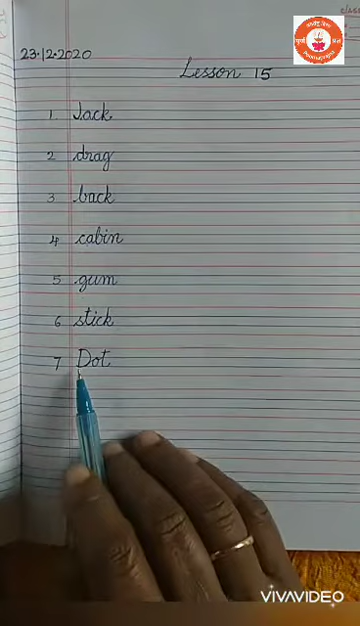 23.12.2020
Lesson 15
1 Jack
2 drag
3 back
4 cabin
5 gum
6 stick
7 Dot
VIVAVIDEO